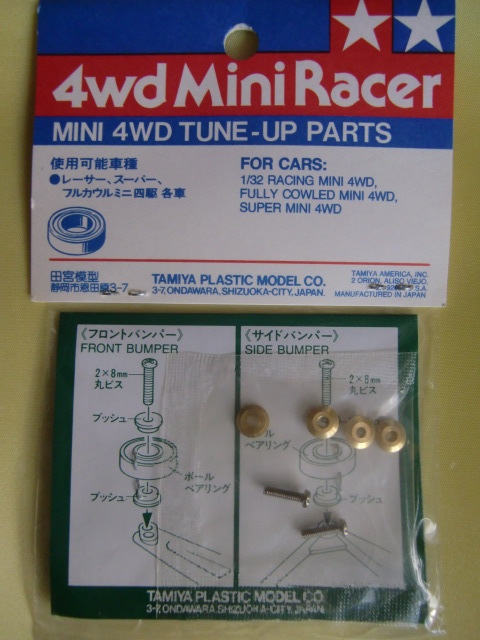 4wd Mini Racer
MINI 4WD TUNE-UP PARTS
使用可能車種
●レーサー、スーパー、
フルカウルミニ四駆 各車
FOR CARS:
1/32 RACING MINI 4WD,
FULLY COWLED MINI 4WD,
SUPER MINI 4WD
田宮模型
静岡市恩田原3-7
TAMIYA PLASTIC MODEL CO.
3-7, ONDAWARA, SHIZUOKA-CITY, JAPAN.
TAMIYA AMERICA, INC.
2 ORION, ALISO VIEJO,
U.S.A.
MANUFACTURED IN JAPAN
《フロントバンパー》
FRONT BUMPER
2×8mm
丸ビス
ブッシュ
ボール
ベアリング
ブッシュ
《サイドバンパー》
SIDE BUMPER
2×8mm
丸ビス
ール
ベアリング
ブッシュ
TAMIYA PLASTIC MODEL CO.
3-7, ONDAWARA, SHIZUOKA-CITY, JAPAN.